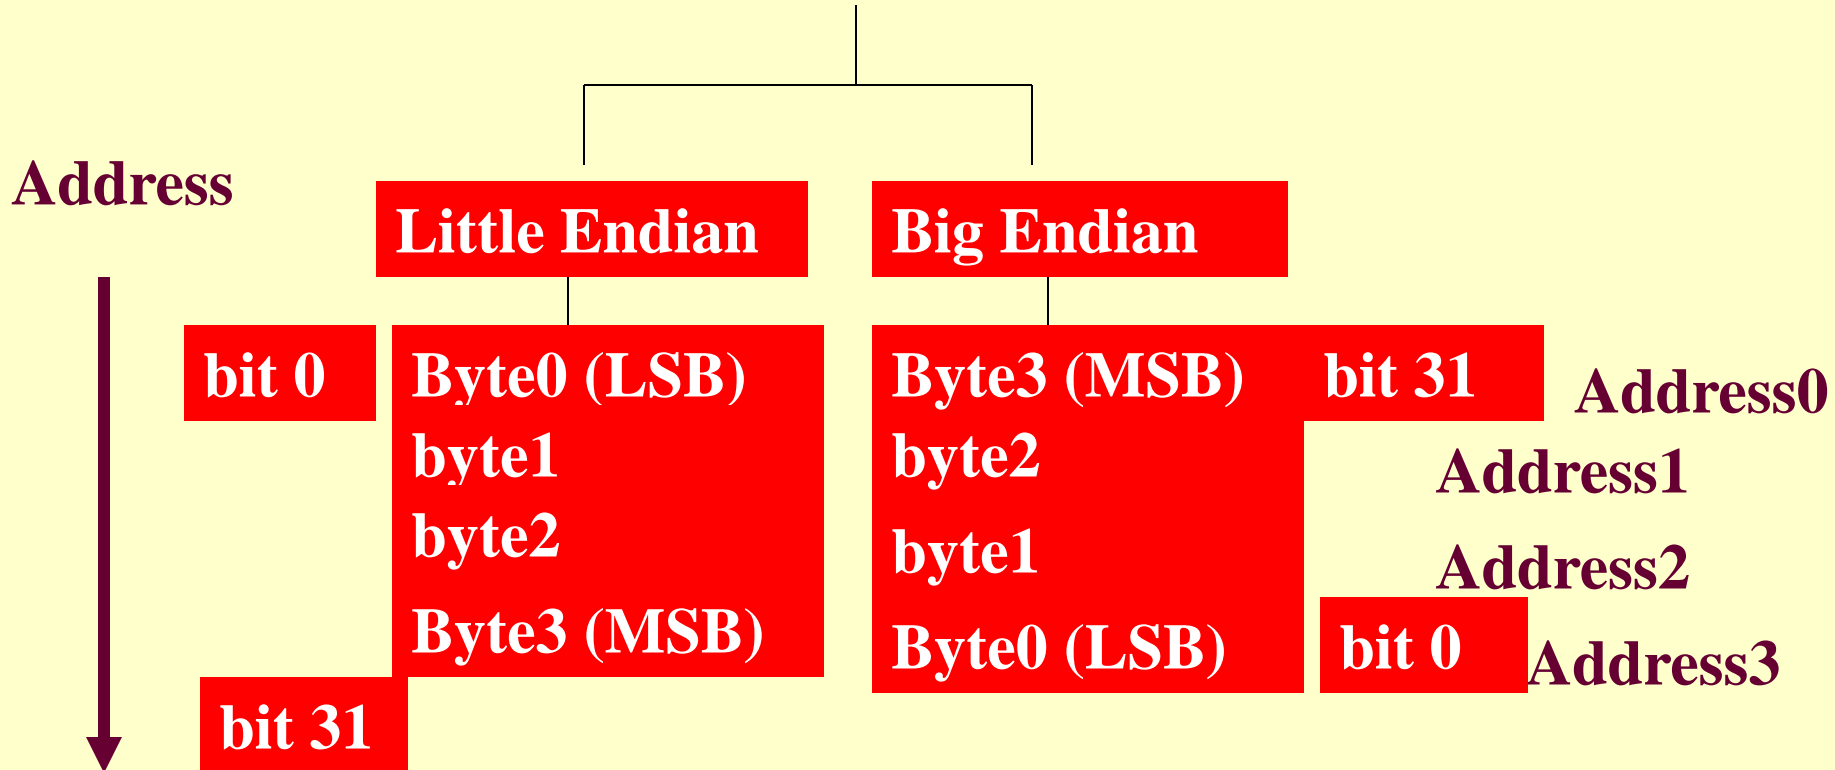 Address
Little Endian
Big Endian
bit 0
Byte0 (LSB)
Byte3 (MSB)
bit 31
Address0
byte1
byte2
Address1
byte2
byte1
Address2
Byte3 (MSB)
Byte0 (LSB)
bit 0
Address3
bit 31